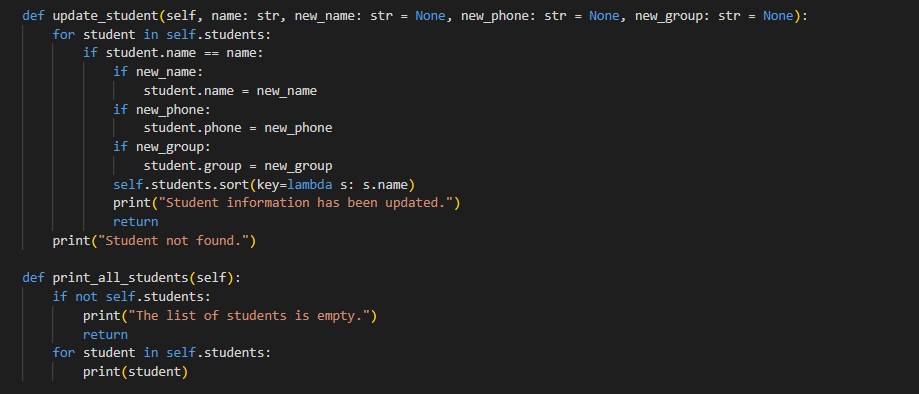 def update_student(self, name: str, new_name: str = None, new_phone: str = None, new_group: str = None):
    for student in self.students:
        if student.name == name:
            if new_name:
                student.name = new_name
            if new_phone:
                student.phone = new_phone
            if new_group:
                student.group = new_group
            self.students.sort(key=lambda s: s.name)
            print("Student information has been updated.")
            return
    print("Student not found.")

def print_all_students(self):
    if not self.students:
        print("The list of students is empty.")
        return
    for student in self.students:
        print(student)